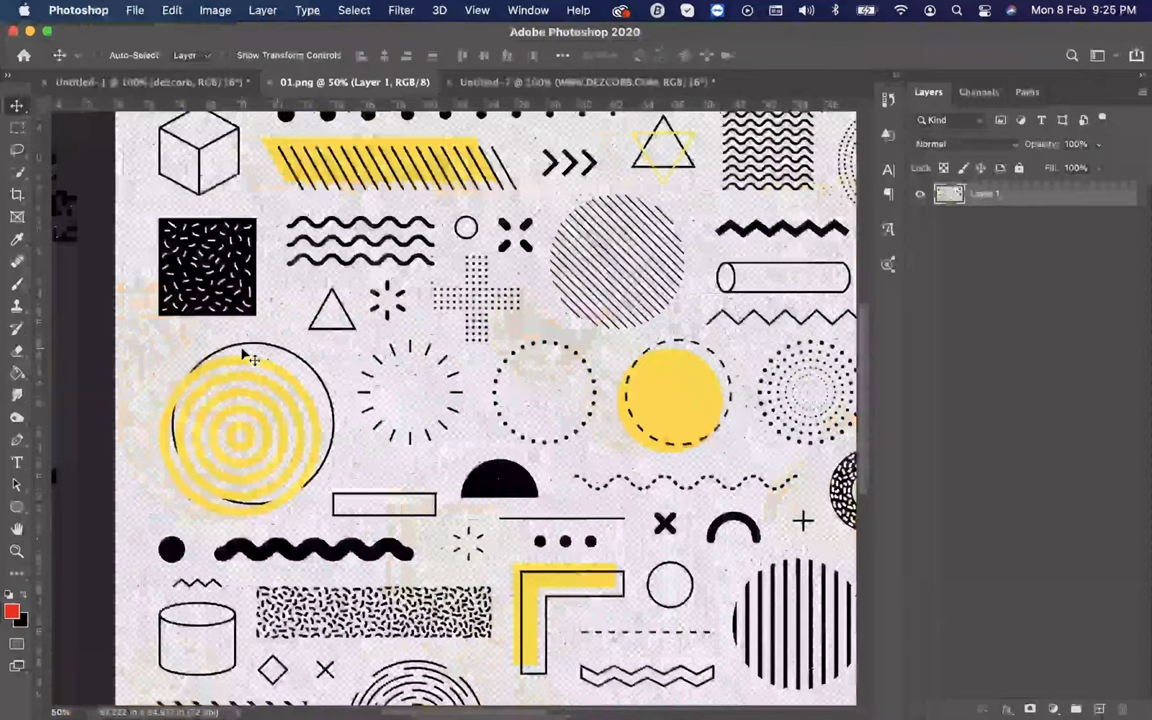 Photoshop File Edit Image Layer Type Select Filter 3D View Window Help Mon 8 Feb 9:25 PM
Adobe Photoshop 2020
Auto-Select: Layer Show Transform Controls
01.png @ 50% (Layer 1, RGB/8)
Layers Channels Paths
Kind
Normal Opacity: 100%
Lock: Fill: 100%
Layer 1
50%